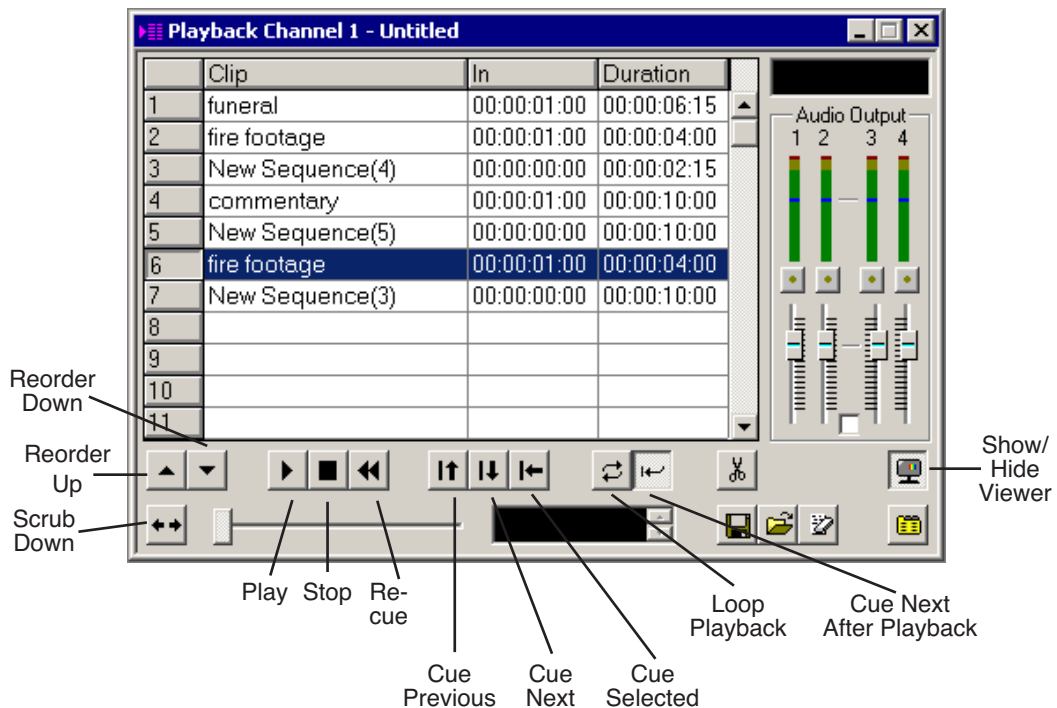 Playback Channel 1 - Untitled
Clip In Duration
1 funeral 00:00:01:00 00:00:06:15
2 fire footage 00:00:01:00 00:00:04:00
3 New Sequence(4) 00:00:00:00 00:00:02:15
4 commentary 00:00:01:00 00:00:10:00
5 New Sequence(5) 00:00:00:00 00:00:10:00
6 fire footage 00:00:01:00 00:00:04:00
7 New Sequence(3) 00:00:00:00 00:00:10:00
8
9
10
11
Audio Output
1 2 3 4
Reorder
Down
Reorder
Up
Scrub
Down
Show/
Hide
Viewer
Play Stop Re-
cue
Cue
Previous
Cue
Next
Cue
Selected
Loop
Playback
Cue Next
After Playback